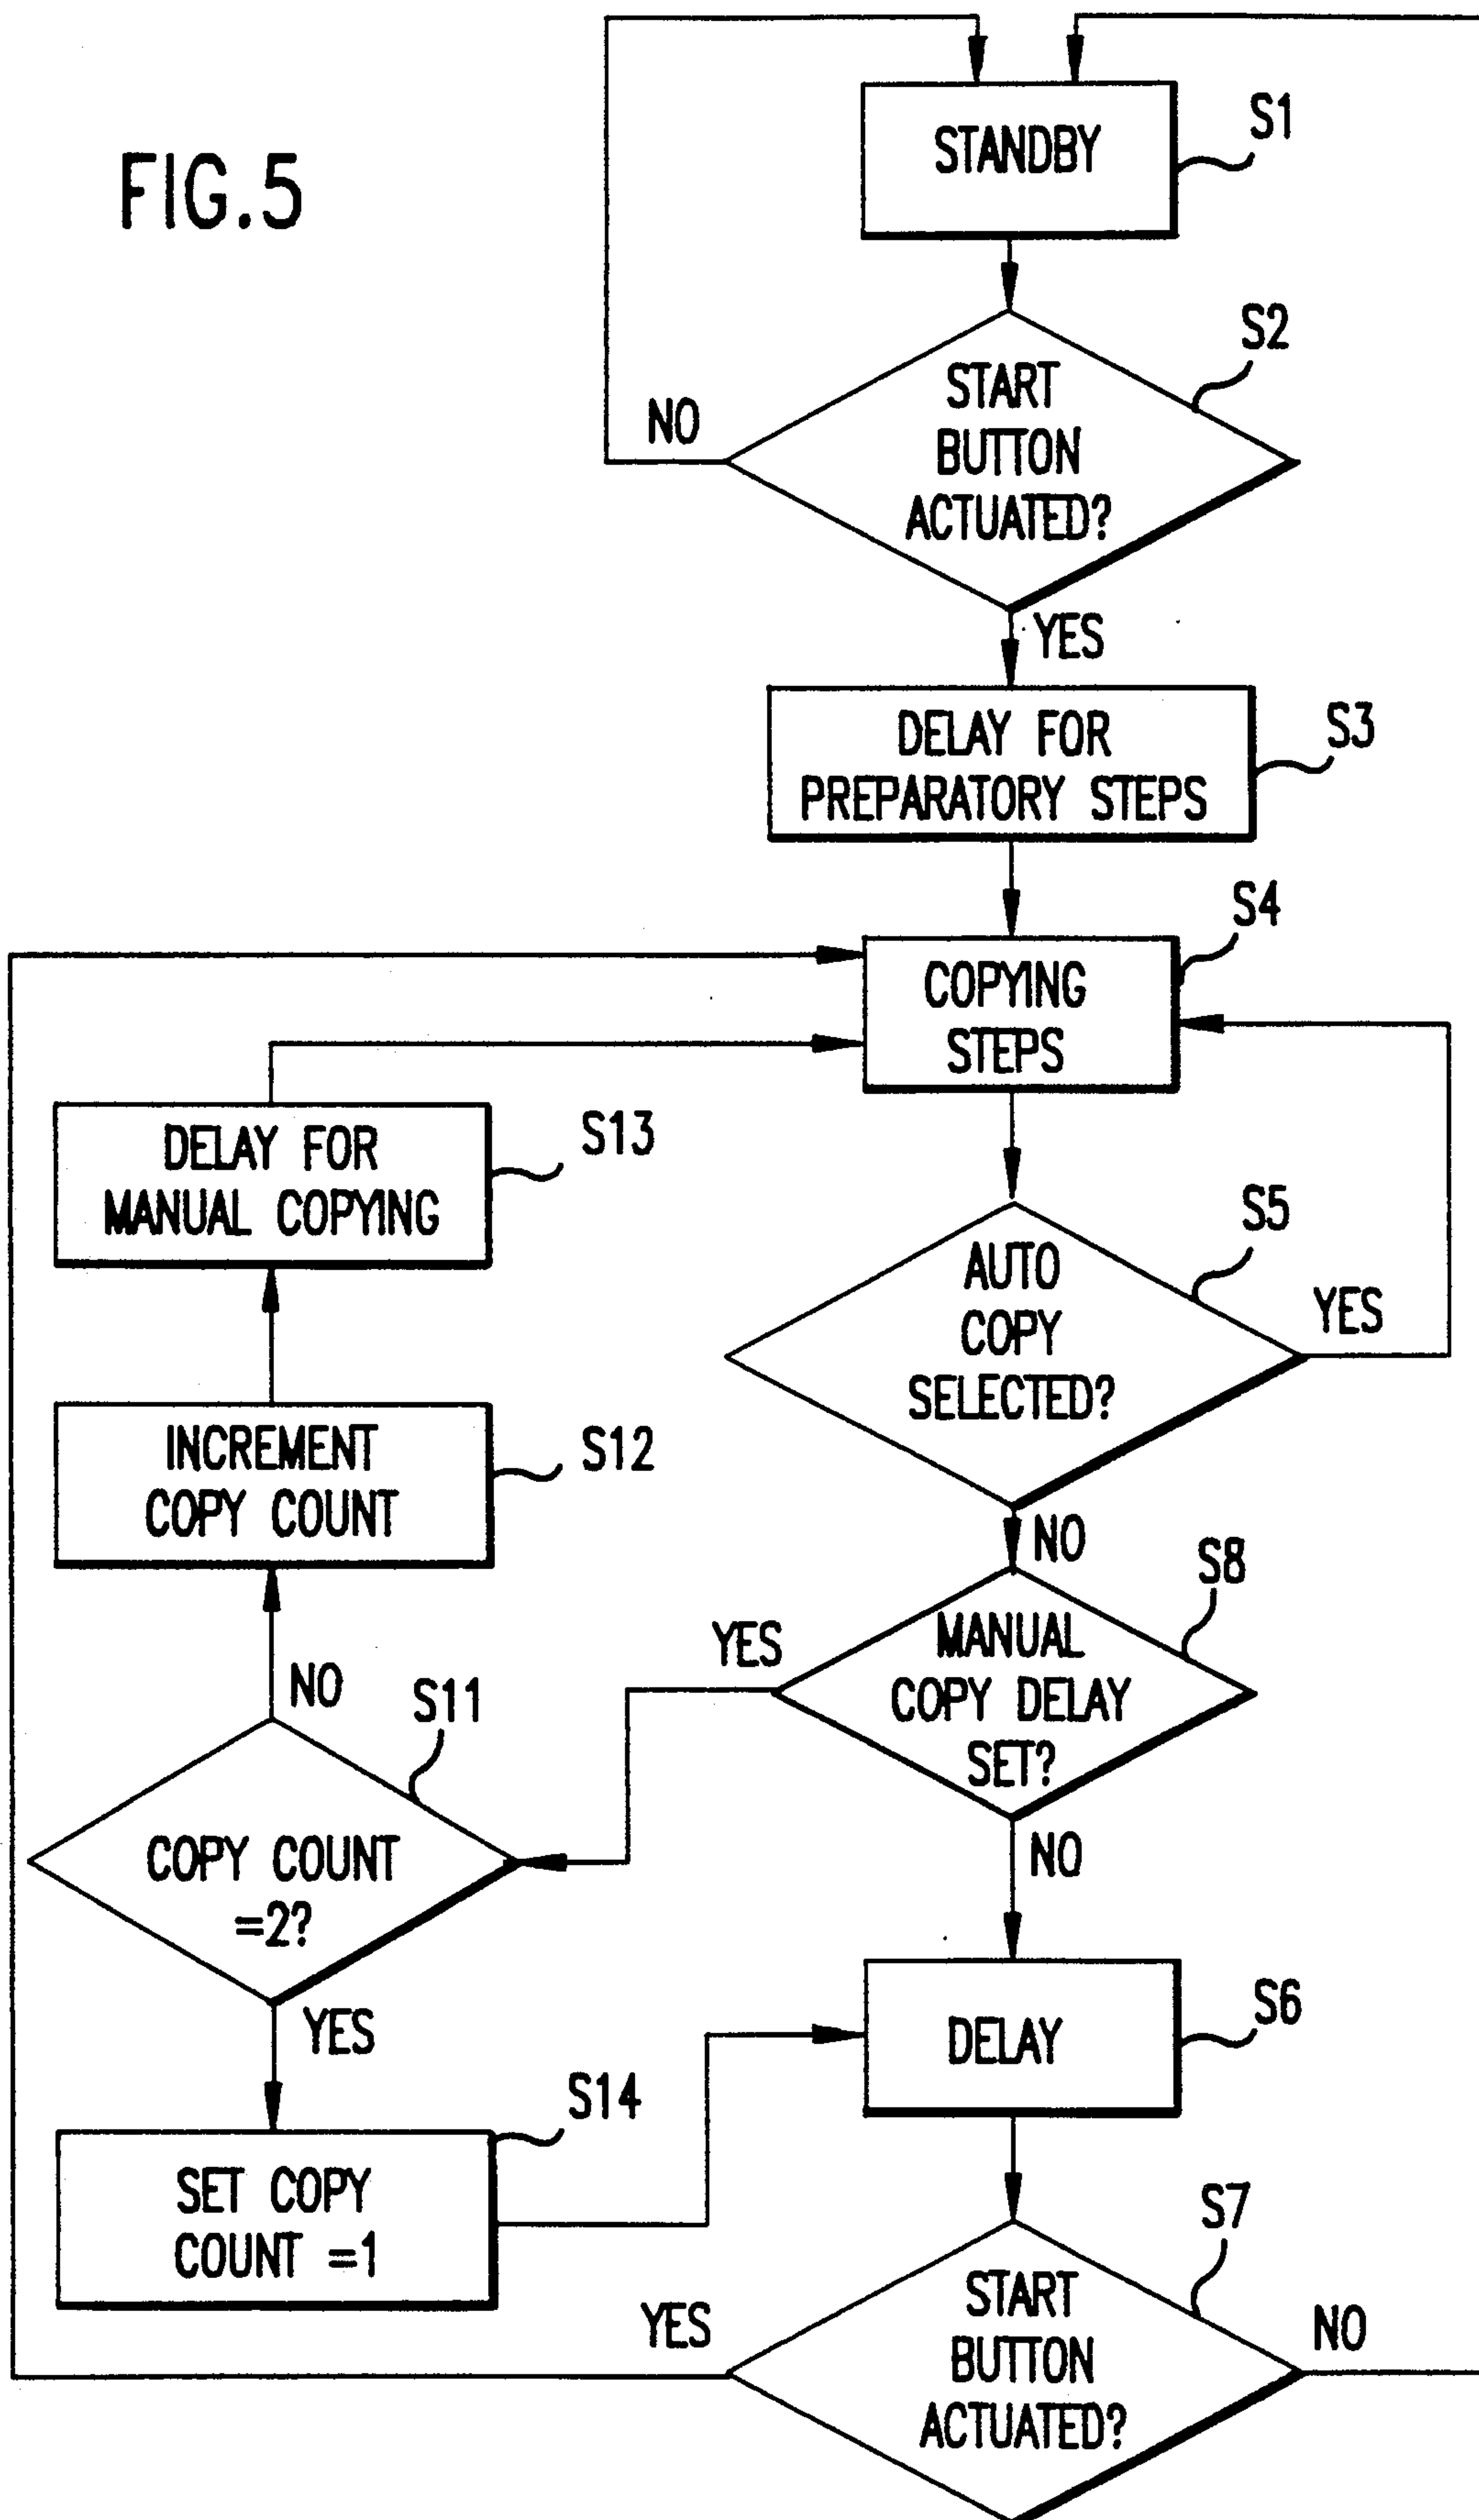 FIG.5
STANDBY
S1
START
BUTTON
ACTUATED?
S2
NO
YES
DELAY FOR
PREPARATORY STEPS
S3
COPYING
STEPS
S4
DELAY FOR
MANUAL COPYING
S13
AUTO
COPY
SELECTED?
S5
YES
NO
INCREMENT
COPY COUNT
S12
MANUAL
COPY DELAY
SET?
S8
YES
NO
NO
S11
COPY COUNT
=2?
YES
DELAY
S6
S14
SET COPY
COUNT =1
START
BUTTON
ACTUATED?
S7
YES
NO